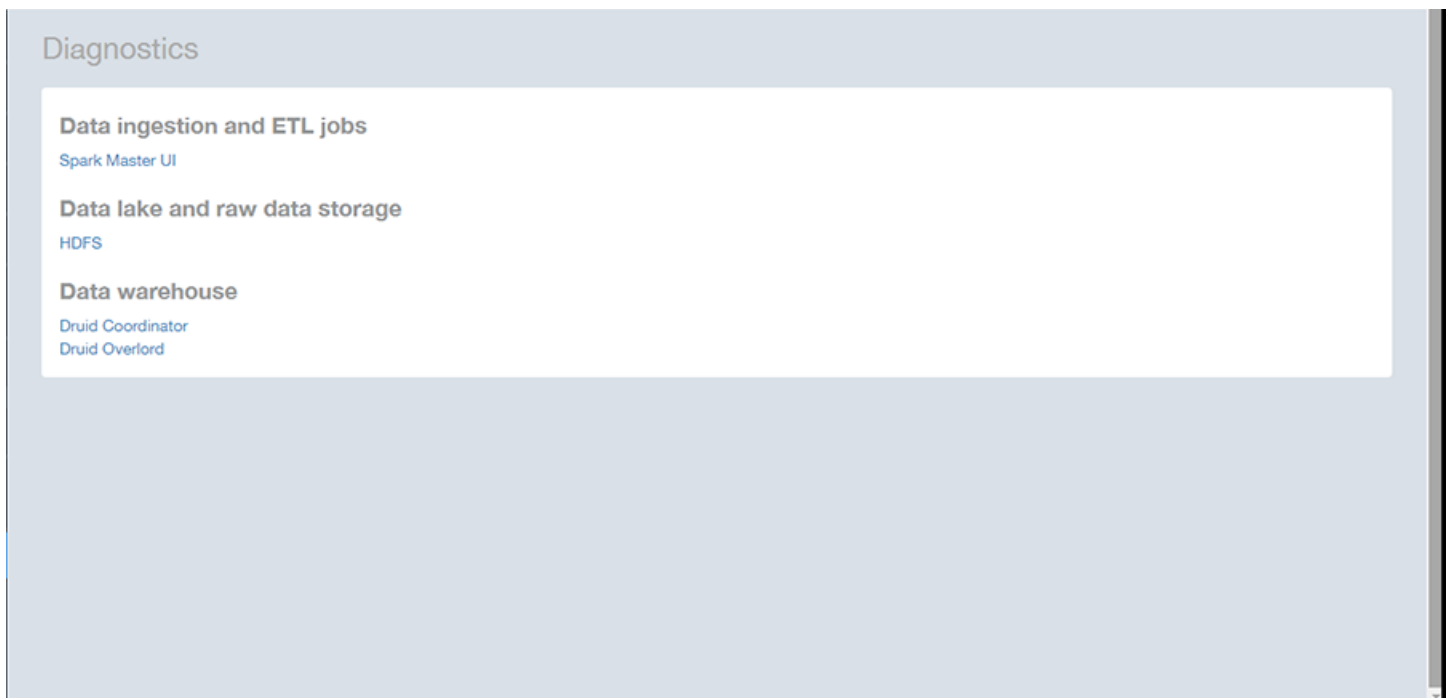 Diagnostics
Data ingestion and ETL jobs
Spark Master UI
Data lake and raw data storage
HDFS
Data warehouse
Druid Coordinator
Druid Overlord